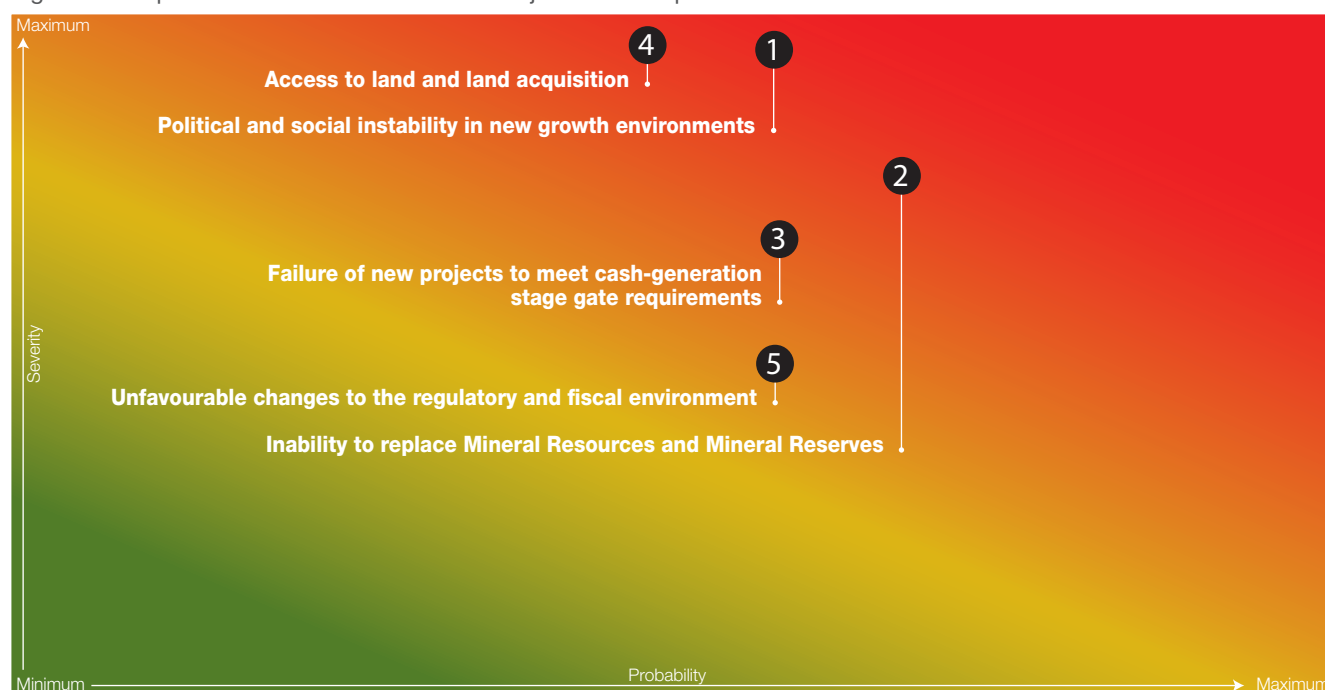 Maximum
4
1
Access to land and land acquisition
Political and social instability in new growth environments
2
3
Failure of new projects to meet cash-generation
stage gate requirements
Severity
5
Unfavourable changes to the regulatory and fiscal environment
Inability to replace Mineral Resources and Mineral Reserves
Probability
Minimum
Maximum